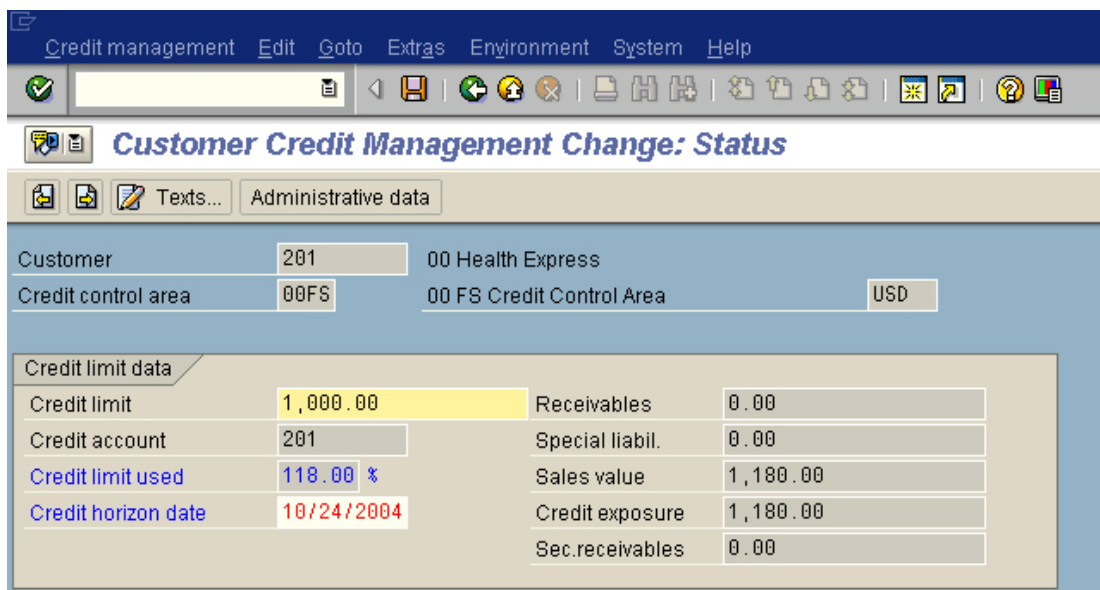 Credit management Edit Goto Extras Environment System Help
Customer Credit Management Change: Status
Texts... Administrative data
Customer 201 00 Health Express
Credit control area 00FS 00 FS Credit Control Area USD
Credit limit data
Credit limit 1,000.00 Receivables 0.00
Credit account 201 Special liabil. 0.00
Credit limit used 118.00 % Sales value 1,180.00
Credit horizon date 10/24/2004 Credit exposure 1,180.00
Sec.receivables 0.00